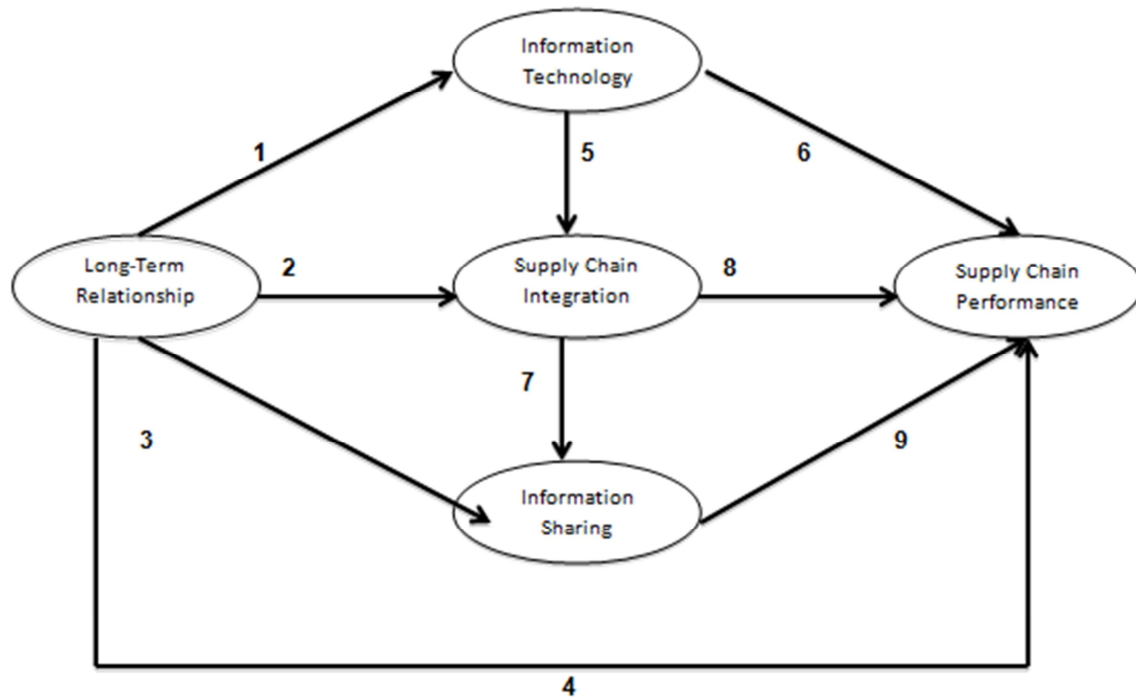 Information
Technology
1
5
6
Long-Term
Relationship
2
Supply Chain
Integration
8
Supply Chain
Performance
7
3
9
Information
Sharing
4